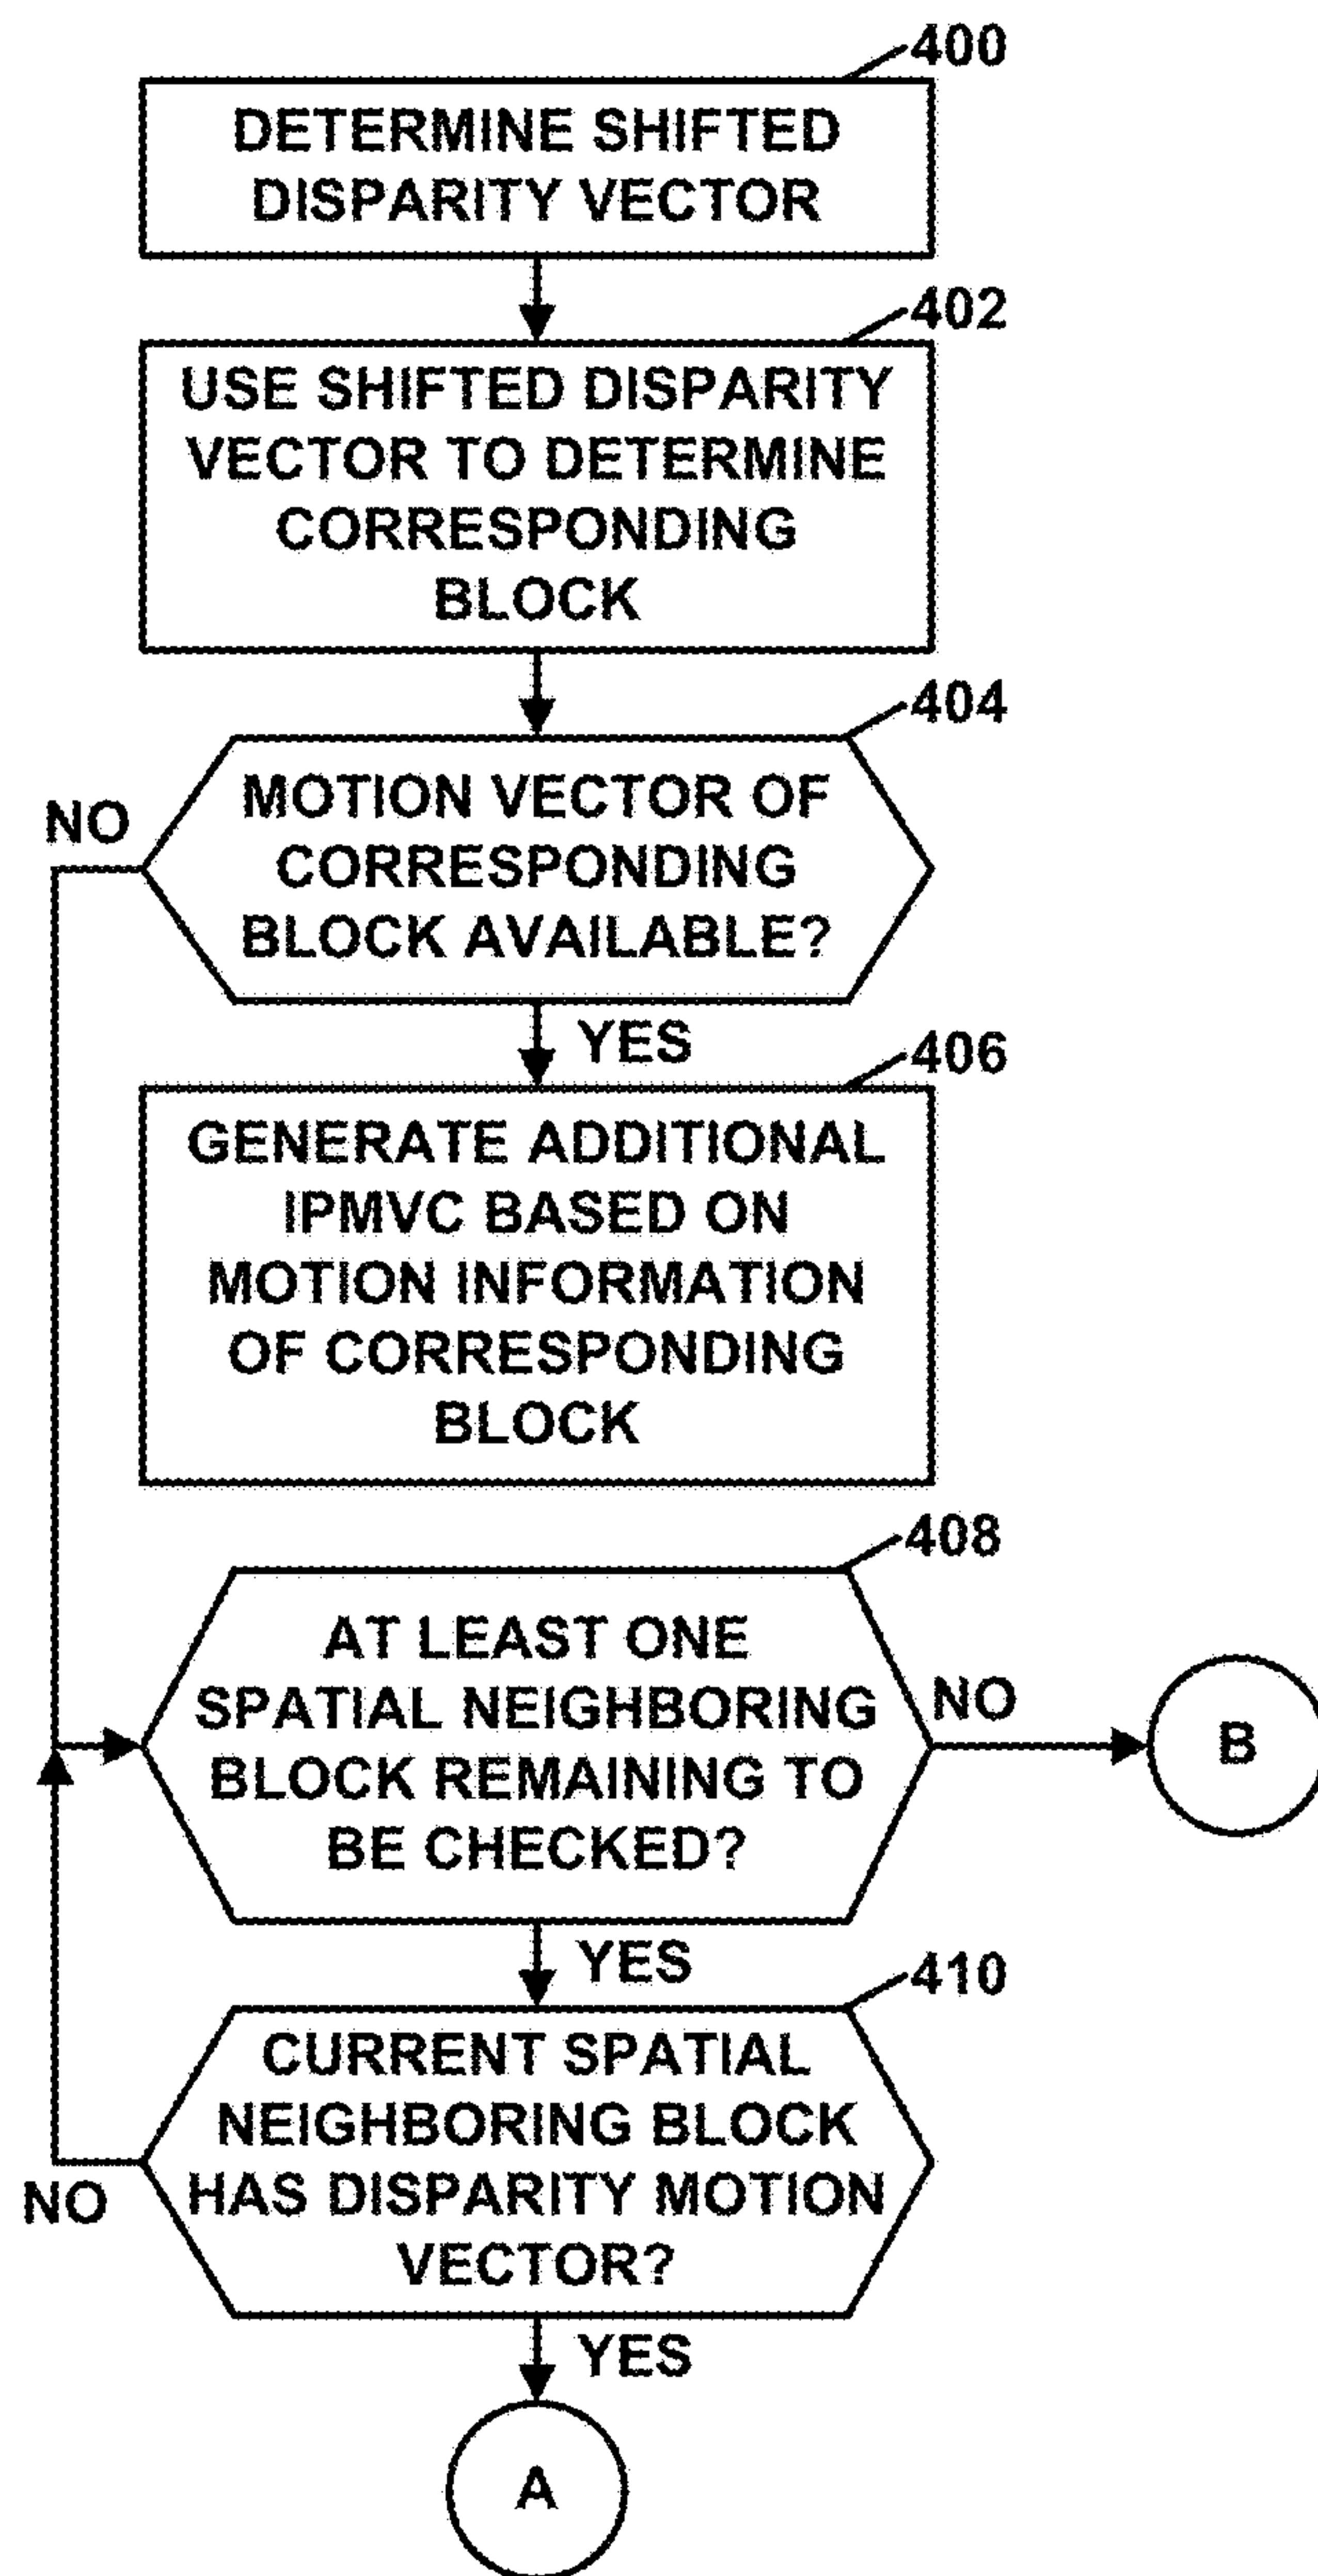 400
DETERMINE SHIFTED
DISPARITY VECTOR
402
USE SHIFTED DISPARITY
VECTOR TO DETERMINE
CORRESPONDING
BLOCK
404
NO
MOTION VECTOR OF
CORRESPONDING
BLOCK AVAILABLE?
YES
406
GENERATE ADDITIONAL
IPMVC BASED ON
MOTION INFORMATION
OF CORRESPONDING
BLOCK
408
AT LEAST ONE
SPATIAL NEIGHBORING
BLOCK REMAINING TO
BE CHECKED?
NO
B
YES
410
CURRENT SPATIAL
NEIGHBORING BLOCK
HAS DISPARITY MOTION
VECTOR?
NO
YES
A